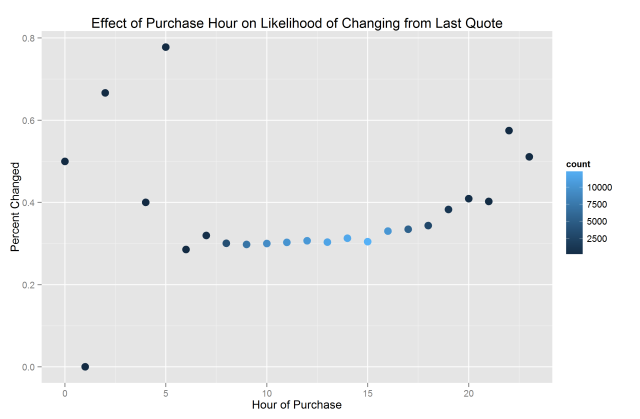 Effect of Purchase Hour on Likelihood of Changing from Last Quote
0.8
0.6
0.4
0.2
0.0
Percent Changed
0 5 10 15 20
Hour of Purchase
count
10000
7500
5000
2500